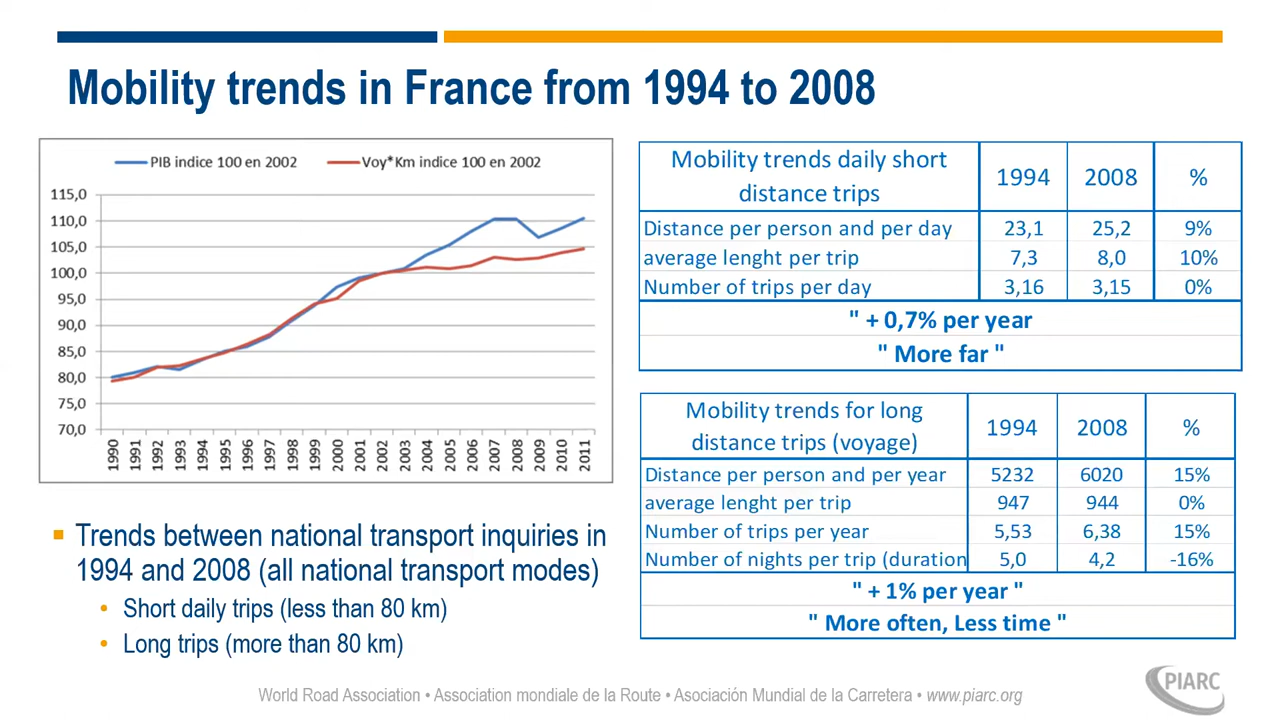 Mobility trends in France from 1994 to 2008
PIB indice 100 en 2002 Voy*Km indice 100 en 2002
115,0
110,0
105,0
100,0
95,0
90,0
85,0
80,0
75,0
70,0
1990 1991 1992 1993 1994 1995 1996 1997 1998 1999 2000 2001 2002 2003 2004 2005 2006 2007 2008 2009 2010 2011
Trends between national transport inquiries in
1994 and 2008 (all national transport modes)
Short daily trips (less than 80 km)
Long trips (more than 80 km)
Mobility trends daily short
distance trips 1994 2008 %
Distance per person and per day 23,1 25,2 9%
average lenght per trip 7,3 8,0 10%
Number of trips per day 3,16 3,15 0%
" + 0,7% per year
" More far "
Mobility trends for long
distance trips (voyage) 1994 2008 %
Distance per person and per year 5232 6020 15%
average lenght per trip 947 944 0%
Number of trips per year 5,53 6,38 15%
Number of nights per trip (duration 5,0 4,2 -16%
" + 1% per year "
" More often, Less time "
World Road Association • Association mondiale de la Route • Asociación Mundial de la Carretera • www.piarc.org
PIARC